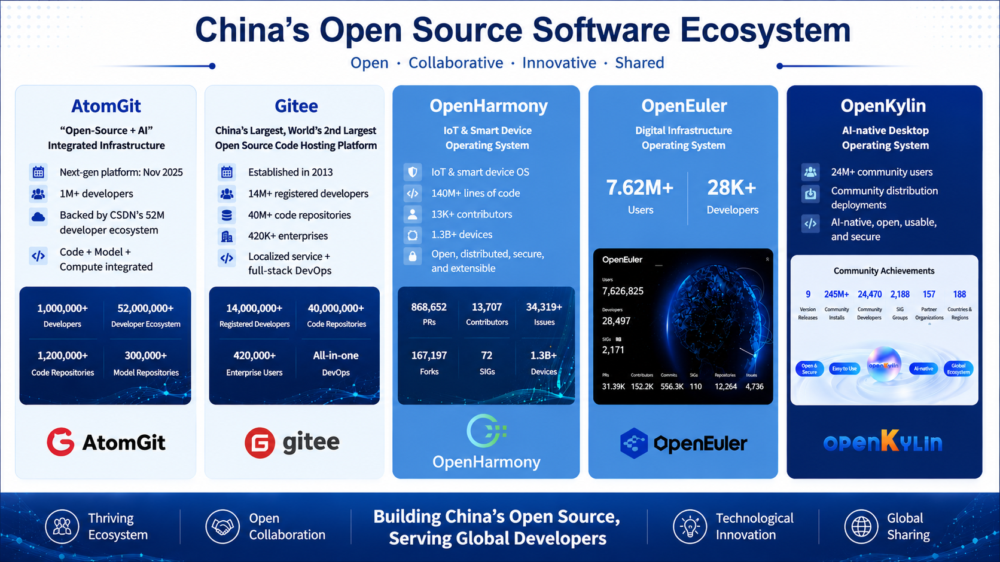 China’s Open Source Software Ecosystem
Open · Collaborative · Innovative · Shared
AtomGit
“Open-Source + AI”
Integrated Infrastructure
Next-gen platform: Nov 2025
1M+ developers
Backed by CSDN’s 52M
developer ecosystem
Code + Model +
Compute integrated
1,000,000+
Developers
52,000,000+
Developer Ecosystem
1,200,000+
Code Repositories
300,000+
Model Repositories
AtomGit
Gitee
China’s Largest, World’s 2nd Largest
Open Source Code Hosting Platform
Established in 2013
14M+ registered developers
40M+ code repositories
420K+ enterprises
Localized service +
full-stack DevOps
14,000,000+
Registered Developers
40,000,000+
Code Repositories
420,000+
Enterprise Users
All-in-one
DevOps
gitee
OpenHarmony
IoT & Smart Device
Operating System
IoT & smart device OS
140M+ lines of code
13K+ contributors
1.3B+ devices
Open, distributed, secure,
and extensible
868,652
PRs
13,707
Contributors
34,319+
Issues
167,197
Forks
72
SIGs
1.3B+
Devices
OpenHarmony
OpenEuler
Digital Infrastructure
Operating System
7.62M+
Users
28K+
Developers
OpenEuler
Users
7,626,825
Developers
28,497
SIGs
2,171
PRs
31.39K
Contributors
152.2K
Commits
556.3K
SIGs
110
Repositories
12,264
Issues
4,736
OpenEuler
OpenKylin
AI-native Desktop
Operating System
24M+ community users
Community distribution
deployments
AI-native, open, usable,
and secure
Community Achievements
9
Version
Releases
245M+
Community
Installs
24,470
Community
Developers
2,188
SIG
Groups
157
Partner
Organizations
188
Countries &
Regions
Open &
Secure
Easy to Use
openKylin
AI-native
Global
Ecosystem
openKylin
Thriving
Ecosystem
Open
Collaboration
Building China’s Open Source,
Serving Global Developers
Technological
Innovation
Global
Sharing